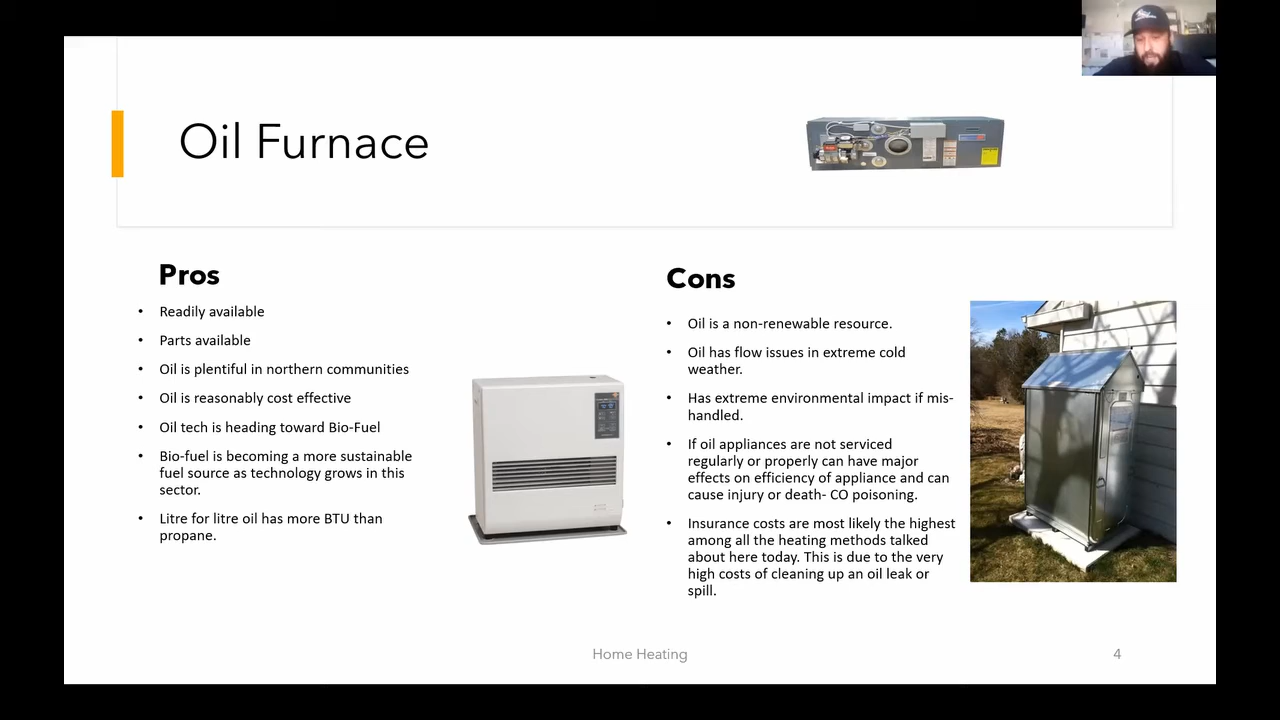 Oil Furnace
Pros
• Readily available
• Parts available
• Oil is plentiful in northern communities
• Oil is reasonably cost effective
• Oil tech is heading toward Bio-Fuel
• Bio-fuel is becoming a more sustainable
fuel source as technology grows in this
sector.
• Litre for litre oil has more BTU than
propane.
Cons
• Oil is a non-renewable resource.
• Oil has flow issues in extreme cold
weather.
• Has extreme environmental impact if mis-
handled.
• If oil appliances are not serviced
regularly or properly can have major
effects on efficiency of appliance and can
cause injury or death- CO poisoning.
• Insurance costs are most likely the highest
among all the heating methods talked
about here today. This is due to the very
high costs of cleaning up an oil leak or
spill.
Home Heating
4